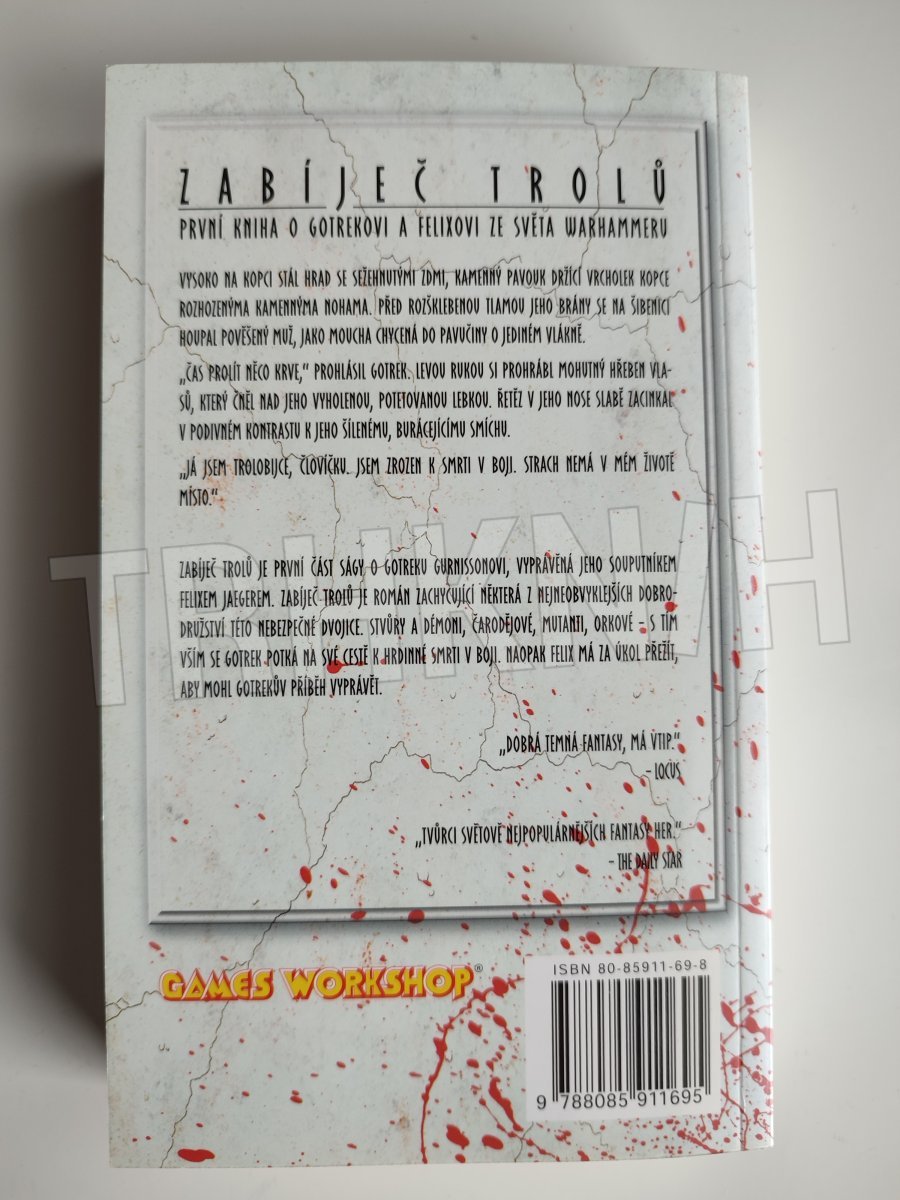 ZABÍJEČ TROLŮ
PRVNÍ KNIHA O GOTREKOVI A FELIXOVI ZE SVĚTA WARHAMMERU
VYSOKO NA KOPCI STÁL HRAD SE SEŽEHNUTÝMI ZDMI, KAMENNÝ PAVOUK DRŽÍCÍ VRCHOLEK KOPCE
ROZHOZENÝMA KAMENNÝMA NOHAMA. PŘED ROZŠKLEBENOU TLAMOU JEHO BRÁNY SE NA ŠIBENICI
HOUPAL POVĚŠENÝ MUŽ, JAKO MOUCHA CHYCENÁ DO PAVUČINY O JEDINÉM VLÁKNĚ.
„ČAS PROLÍT NĚCO KRVE,“ PROHLÁSIL GOTREK. LEVOU RUKOU SI PROHRÁBL MOHUTNÝ HŘEBEN VLA-
SŮ, KTERÝ ČNĚL NAD JEHO VYHOLENOU, POTETOVANOU LEBKOU. ŘETĚZ V JEHO NOSE SLABĚ ZACINKAL
V PODIVNÉM KONTRASTU K JEHO ŠÍLENÉMU, BURÁCEJÍCÍMU SMÍCHU.
„JÁ JSEM TROLOBIJCE, ČLOVÍČKU. JSEM ZROZEN K SMRTI V BOJI. STRACH NEMÁ V MÉM ŽIVOTĚ
MÍSTO.“
ZABÍJEČ TROLŮ JE PRVNÍ ČÁST SÁGY O GOTREKU GURNISSONOVI, VYPRÁVĚNÁ JEHO SOUPUTNÍKEM
FELIXEM JAEGEREM. ZABÍJEČ TROLŮ JE ROMÁN ZACHYCUJÍCÍ NĚKTERÁ Z NEJNEOBVYKLEJŠÍCH DOBRO-
DRUŽSTVÍ TÉTO NEBEZPEČNÉ DVOJICE. STVŮRY A DÉMONI, ČARODĚJOVÉ, MUTANTI, ORKOVÉ – S TÍM
VŠÍM SE GOTREK POTKÁ NA SVÉ CESTĚ K HRDINNÉ SMRTI V BOJI. NAOPAK FELIX MÁ ZA ÚKOL PŘEŽÍT,
ABY MOHL GOTREKŮV PŘÍBĚH VYPRÁVĚT.
„DOBRÁ TEMNÁ FANTASY, MÁ VTIP.“
– LOCUS
„TVŮRCI SVĚTOVĚ NEJPOPULÁRNĚJŠÍCH FANTASY HER.“
– THE DAILY STAR
GAMES WORKSHOP®
ISBN 80-85911-69-8
9 788085 911695
TRHKNIH